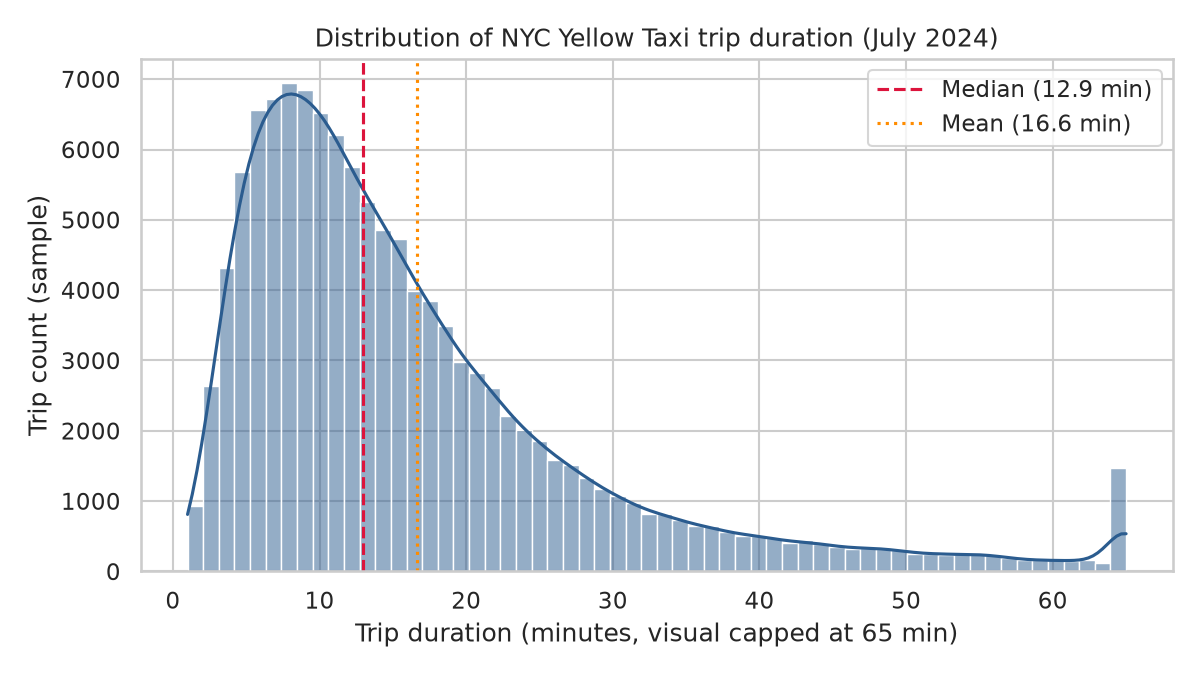 Distribution of NYC Yellow Taxi trip duration (July 2024)
Median (12.9 min)
Mean (16.6 min)
Trip count (sample)
7000
6000
5000
4000
3000
2000
1000
0
0 10 20 30 40 50 60
Trip duration (minutes, visual capped at 65 min)